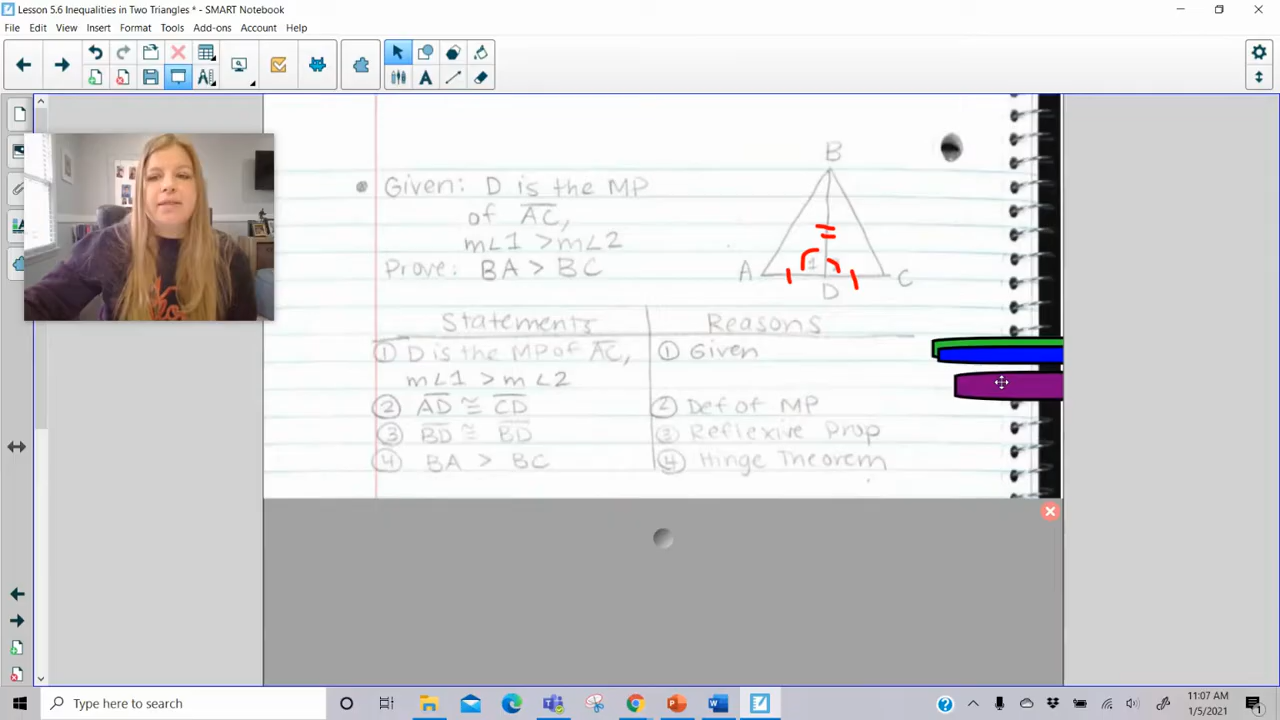 Lesson 5.6 Inequalities in Two Triangles * - SMART Notebook
File Edit View Insert Format Tools Add-ons Account Help
B
Given: D is the MP
of AC,
m∠1 > m∠2
Prove: BA > BC
A 1 C
D
Statements Reasons
① D is the MP of AC, ① Given
m∠1 > m∠2
② AD ≅ CD ② Def of MP
③ BD ≅ BD ③ Reflexive Prop
④ BA > BC ④ Hinge Theorem
Type here to search
11:07 AM
1/5/2021